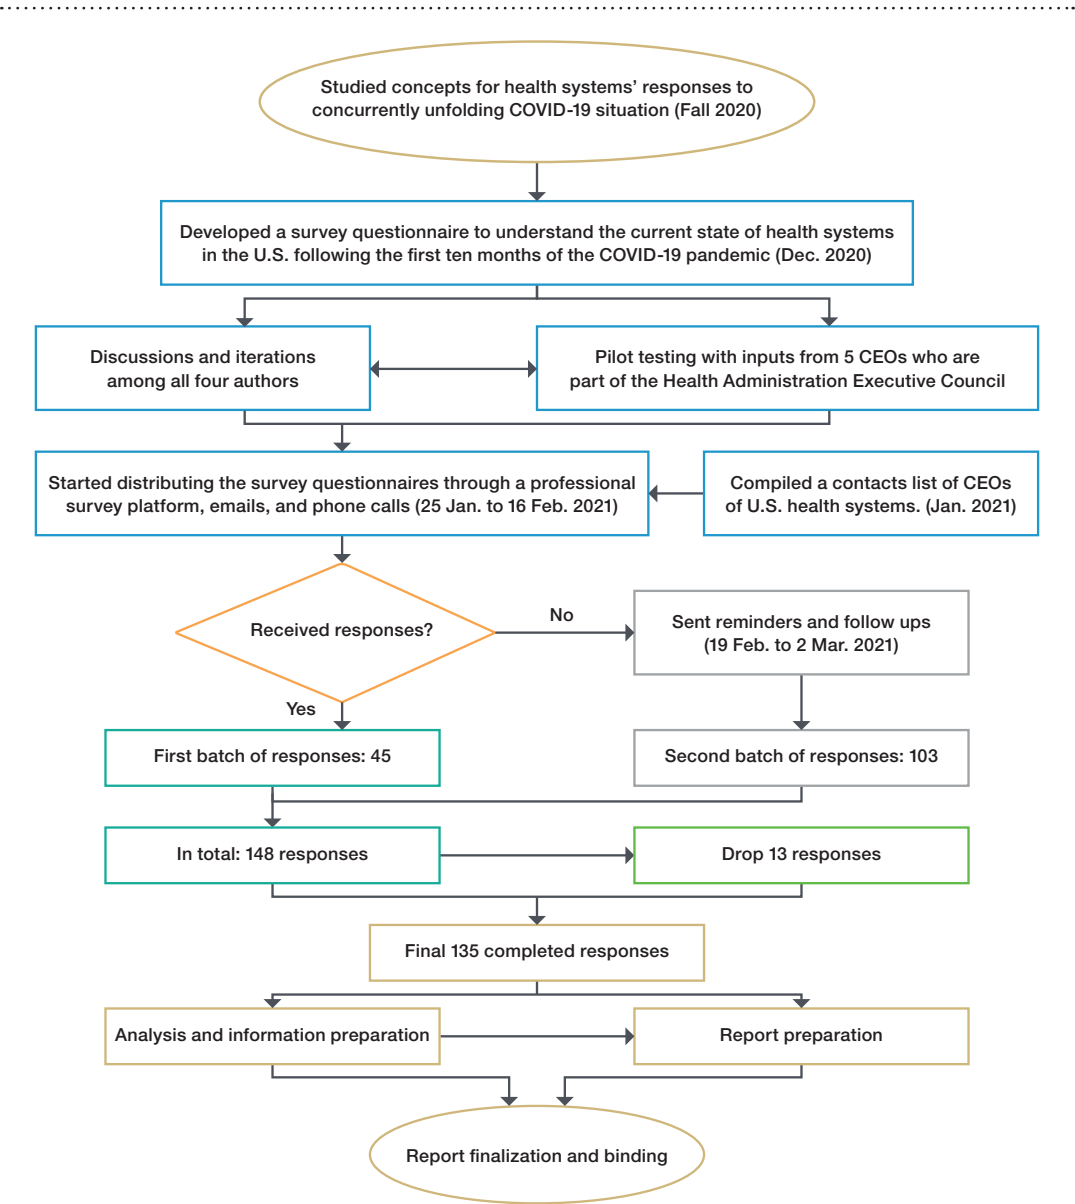 Studied concepts for health systems’ responses to
concurrently unfolding COVID-19 situation (Fall 2020)
Developed a survey questionnaire to understand the current state of health systems
in the U.S. following the first ten months of the COVID-19 pandemic (Dec. 2020)
Discussions and iterations
among all four authors
Pilot testing with inputs from 5 CEOs who are
part of the Health Administration Executive Council
Started distributing the survey questionnaires through a professional
survey platform, emails, and phone calls (25 Jan. to 16 Feb. 2021)
Compiled a contacts list of CEOs
of U.S. health systems. (Jan. 2021)
Received responses?
No
Sent reminders and follow ups
(19 Feb. to 2 Mar. 2021)
Yes
First batch of responses: 45
Second batch of responses: 103
In total: 148 responses
Drop 13 responses
Final 135 completed responses
Analysis and information preparation
Report preparation
Report finalization and binding